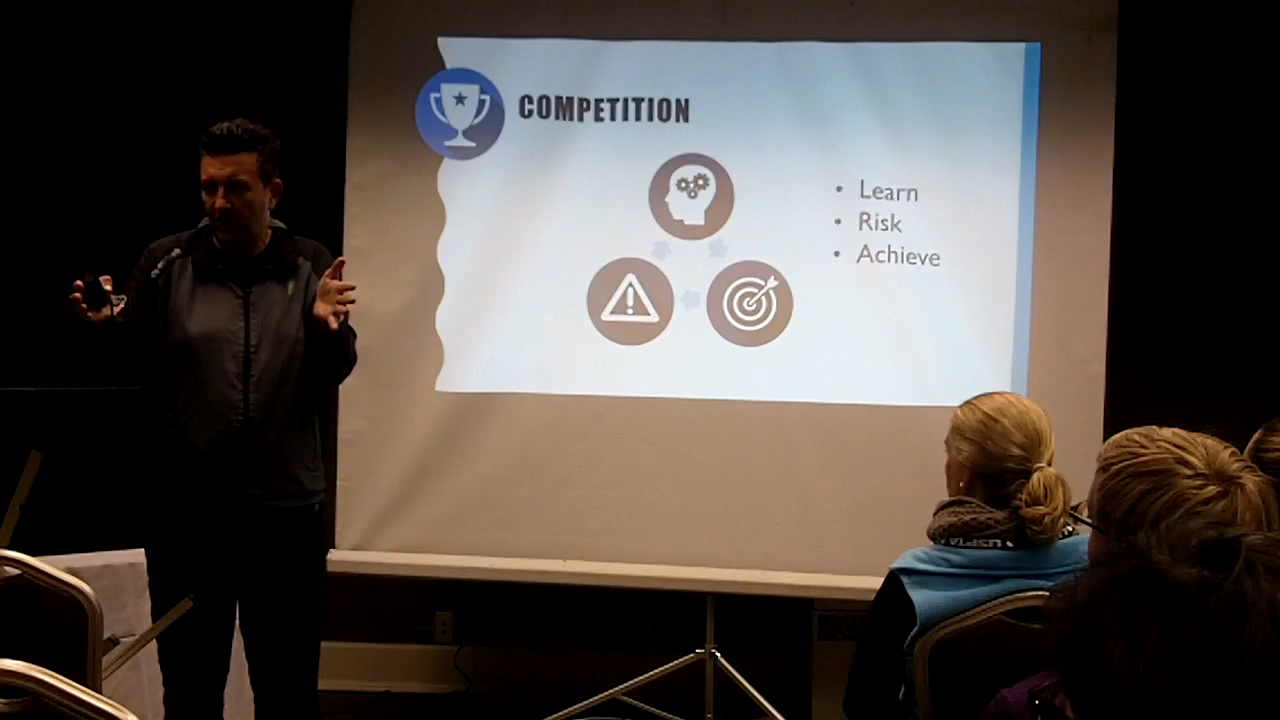 COMPETITION
• Learn
• Risk
• Achieve